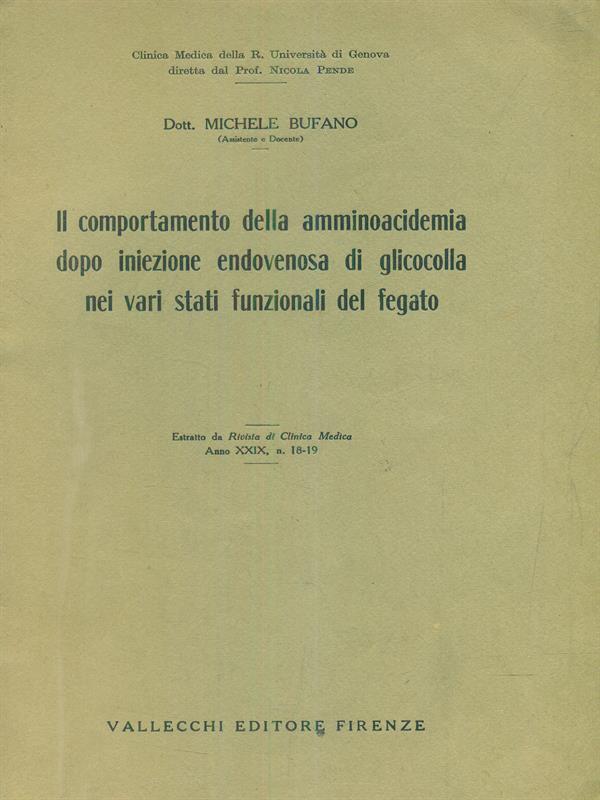 Clinica Medica della R. Università di Genova
diretta dal Prof. NICOLA PENDE
Dott. MICHELE BUFANO
(Assistente e Docente)
Il comportamento della amminoacidemia
dopo iniezione endovenosa di glicocolla
nei vari stati funzionali del fegato
Estratto da Rivista di Clinica Medica
Anno XXIX, n. 18-19
VALLECCHI EDITORE FIRENZE